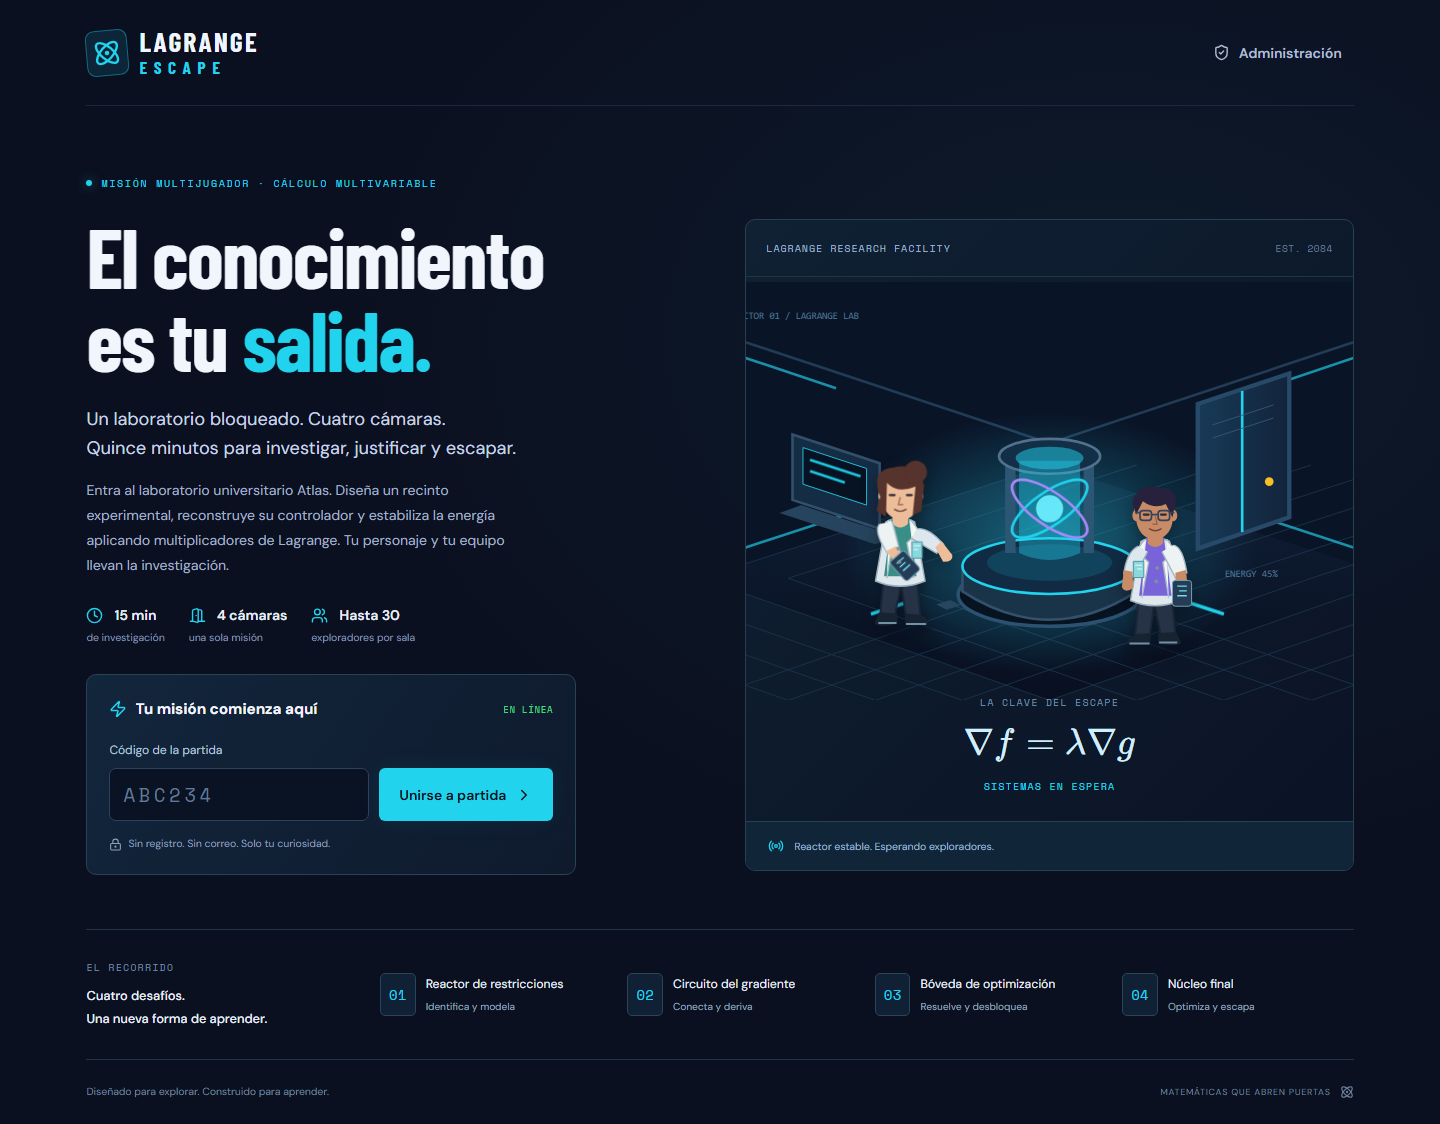 LAGRANGE
ESCAPE
Administración
MISIÓN MULTIJUGADOR · CÁLCULO MULTIVARIABLE
El conocimiento
es tu salida.
Un laboratorio bloqueado. Cuatro cámaras.
Quince minutos para investigar, justificar y escapar.
Entra al laboratorio universitario Atlas. Diseña un recinto
experimental, reconstruye su controlador y estabiliza la energía
aplicando multiplicadores de Lagrange. Tu personaje y tu equipo
llevan la investigación.
15 min
de investigación
4 cámaras
una sola misión
Hasta 30
exploradores por sala
Tu misión comienza aquí
EN LÍNEA
Código de la partida
ABC234
Unirse a partida
Sin registro. Sin correo. Solo tu curiosidad.
LAGRANGE RESEARCH FACILITY
EST. 2084
CTOR 01 / LAGRANGE LAB
ENERGY 45%
LA CLAVE DEL ESCAPE
∇f = λ∇g
SISTEMAS EN ESPERA
Reactor estable. Esperando exploradores.
EL RECORRIDO
Cuatro desafíos.
Una nueva forma de aprender.
01
Reactor de restricciones
Identifica y modela
02
Circuito del gradiente
Conecta y deriva
03
Bóveda de optimización
Resuelve y desbloquea
04
Núcleo final
Optimiza y escapa
Diseñado para explorar. Construido para aprender.
MATEMÁTICAS QUE ABREN PUERTAS